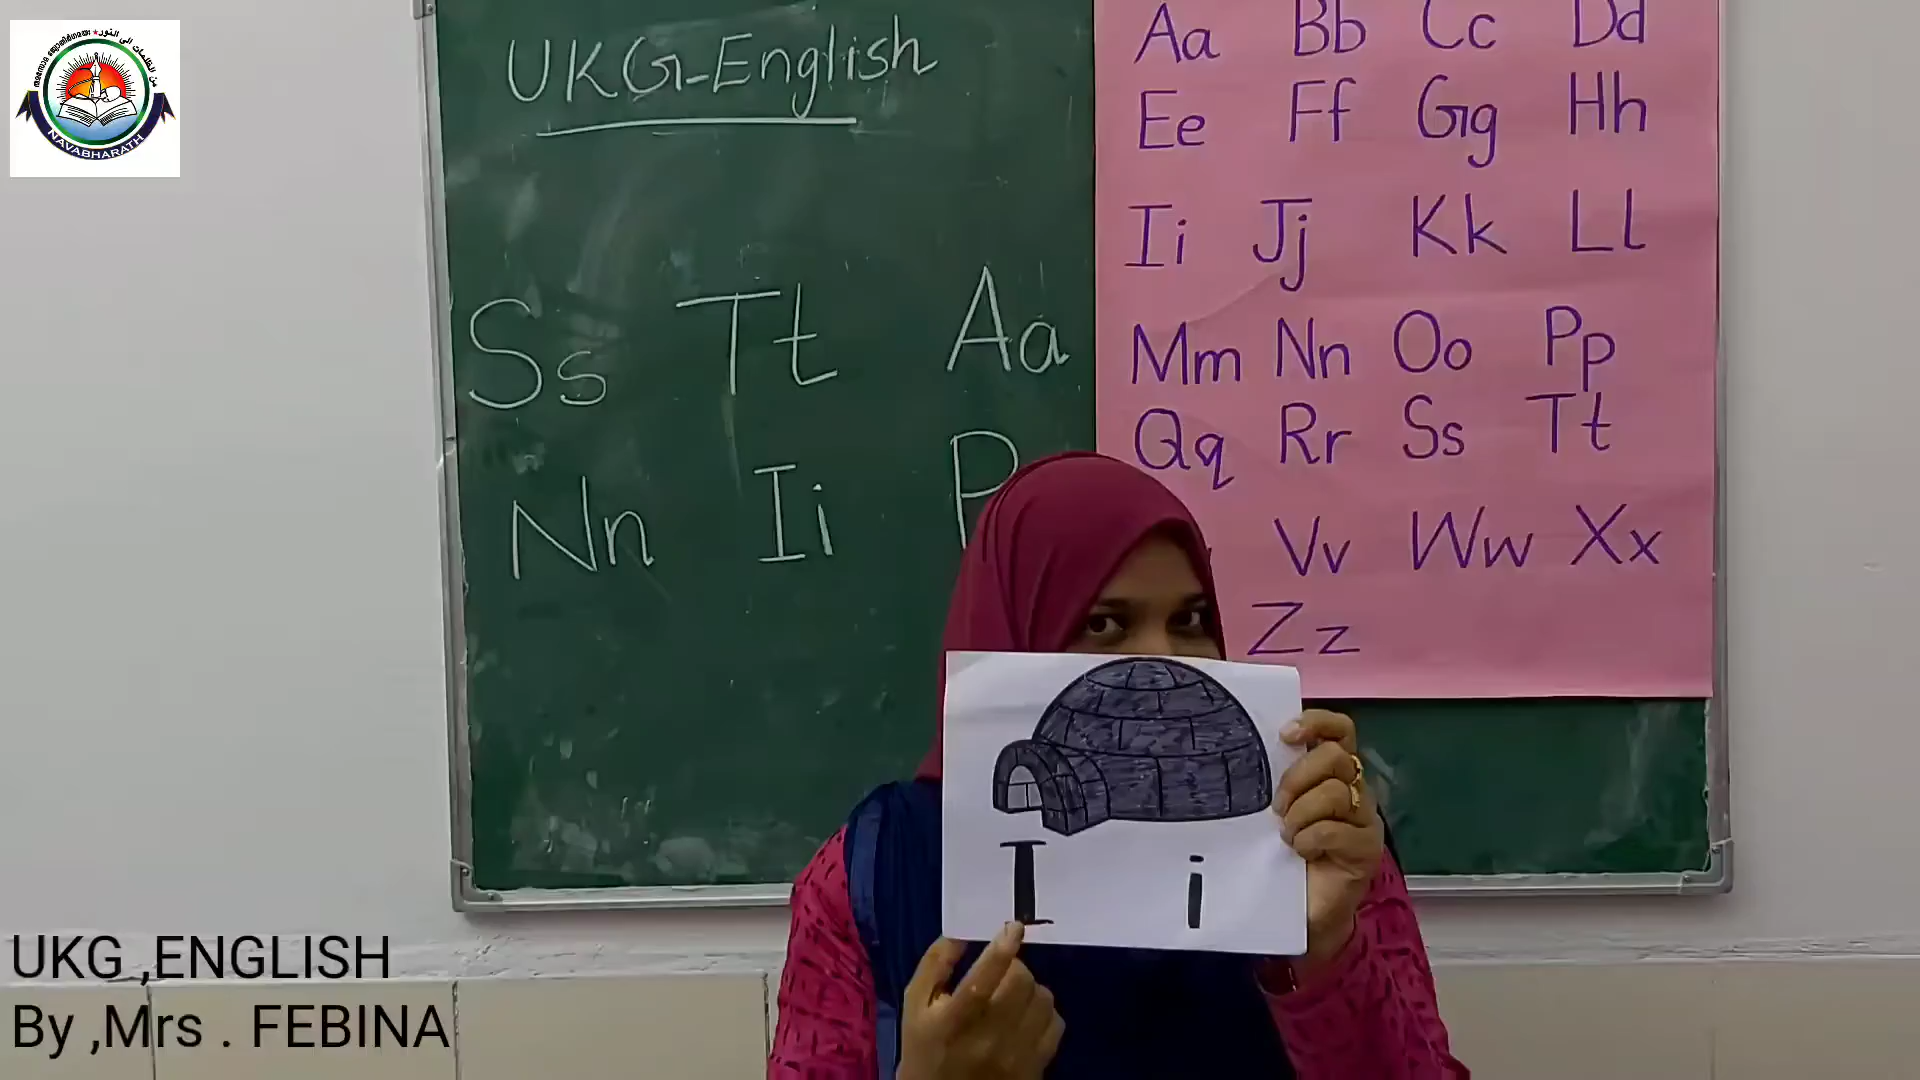 NAVABHARATH
UKG-English
Ss Tt Aa
Nn Ii P
Aa Bb Cc Dd
Ee Ff Gg Hh
Ii Jj Kk Ll
Mm Nn Oo Pp
Qq Rr Ss Tt
Vv Ww Xx
Zz
I i
UKG ,ENGLISH
By ,Mrs . FEBINA